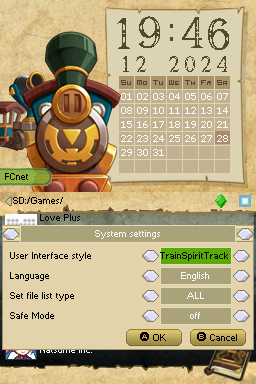 19:46
12 2024
Su Mo Tu We Th Fr Sa
01 02 03 04 05 06 07
08 09 10 11 12 13 14
15 16 17 18 19 20 21
22 23 24 25 26 27 28
29 30 31
FCnet
SD:/Games/
Love Plus
System settings
User Interface style TrainSpiritTrack
Language English
Set file list type ALL
Safe Mode off
A OK B Cancel
Natsume Inc.